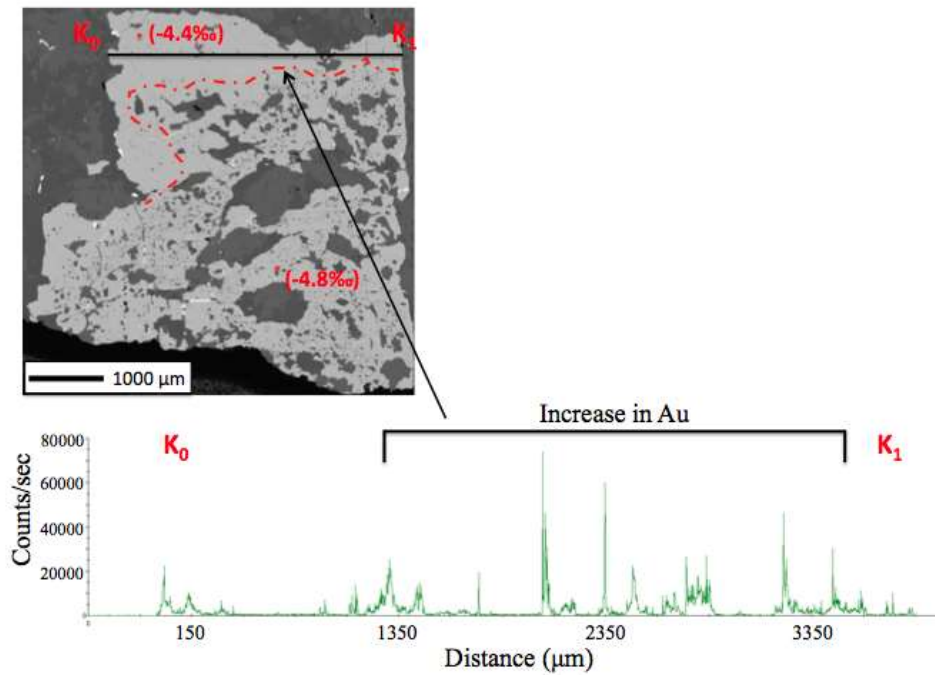 K₀ (-4.4‰) K₁
(-4.8‰)
1000 µm
Increase in Au
K₀ K₁
80000
60000
40000
20000
0
Counts/sec
150 1350 2350 3350
Distance (µm)